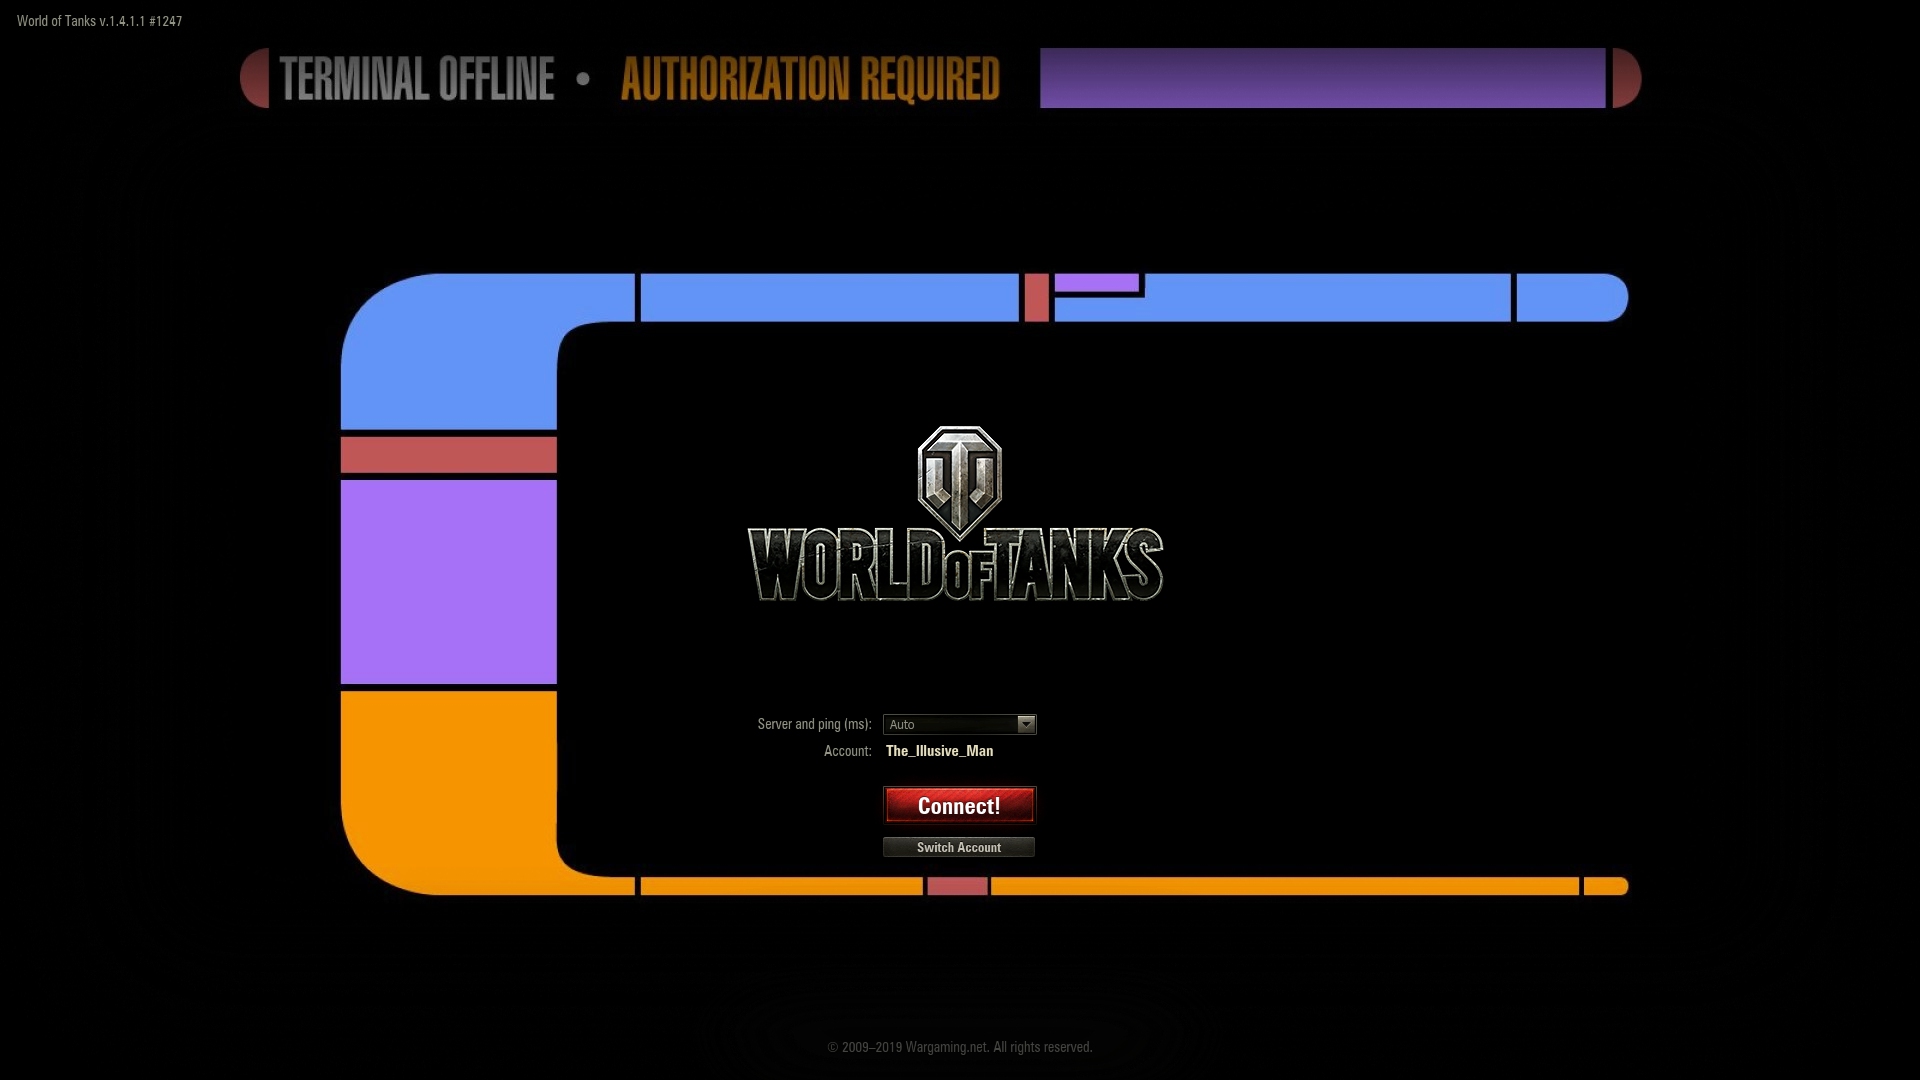 World of Tanks v.1.4.1.1 #1247
TERMINAL OFFLINE • AUTHORIZATION REQUIRED
WORLD OF TANKS
Server and ping (ms): Auto
Account: The_Illusive_Man
Connect!
Switch Account
© 2009–2019 Wargaming.net. All rights reserved.